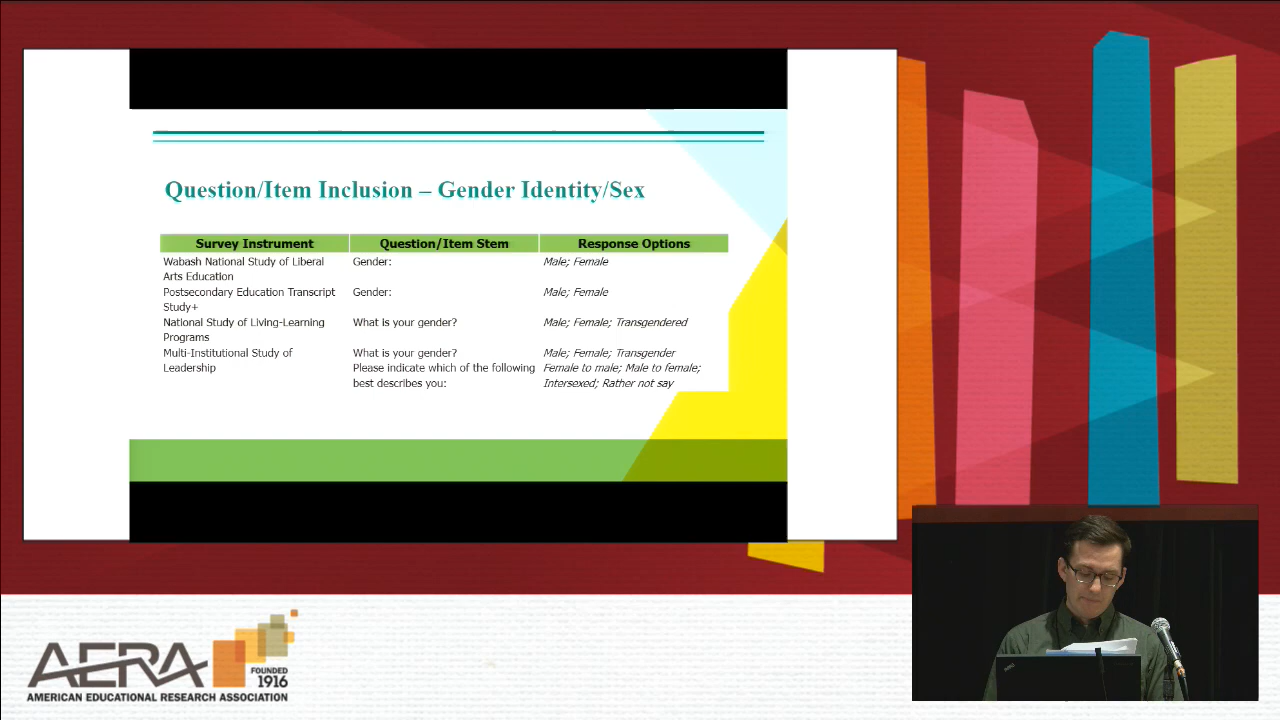 Question/Item Inclusion – Gender Identity/Sex
Survey Instrument
Question/Item Stem
Response Options
Wabash National Study of Liberal
Arts Education
Gender:
Male; Female
Postsecondary Education Transcript
Study+
Gender:
Male; Female
National Study of Living-Learning
Programs
What is your gender?
Male; Female; Transgendered
Multi-Institutional Study of
Leadership
What is your gender?
Male; Female; Transgender
Please indicate which of the following
best describes you:
Female to male; Male to female;
Intersexed; Rather not say
AERA
FOUNDED
1916
AMERICAN EDUCATIONAL RESEARCH ASSOCIATION